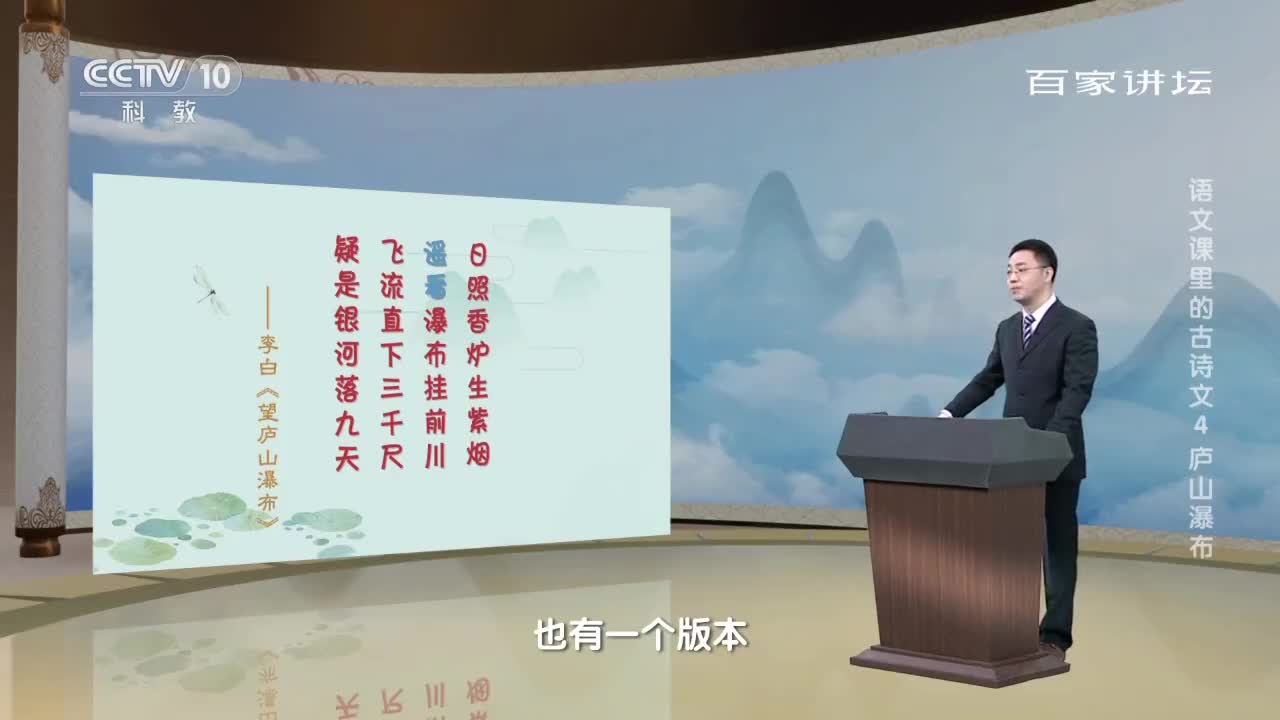 CCTV 10
科教
百家讲坛
语文课里的古诗文4 庐山瀑布
日照香炉生紫烟
遥看瀑布挂前川
飞流直下三千尺
疑是银河落九天
——李白《望庐山瀑布》
也有一个版本